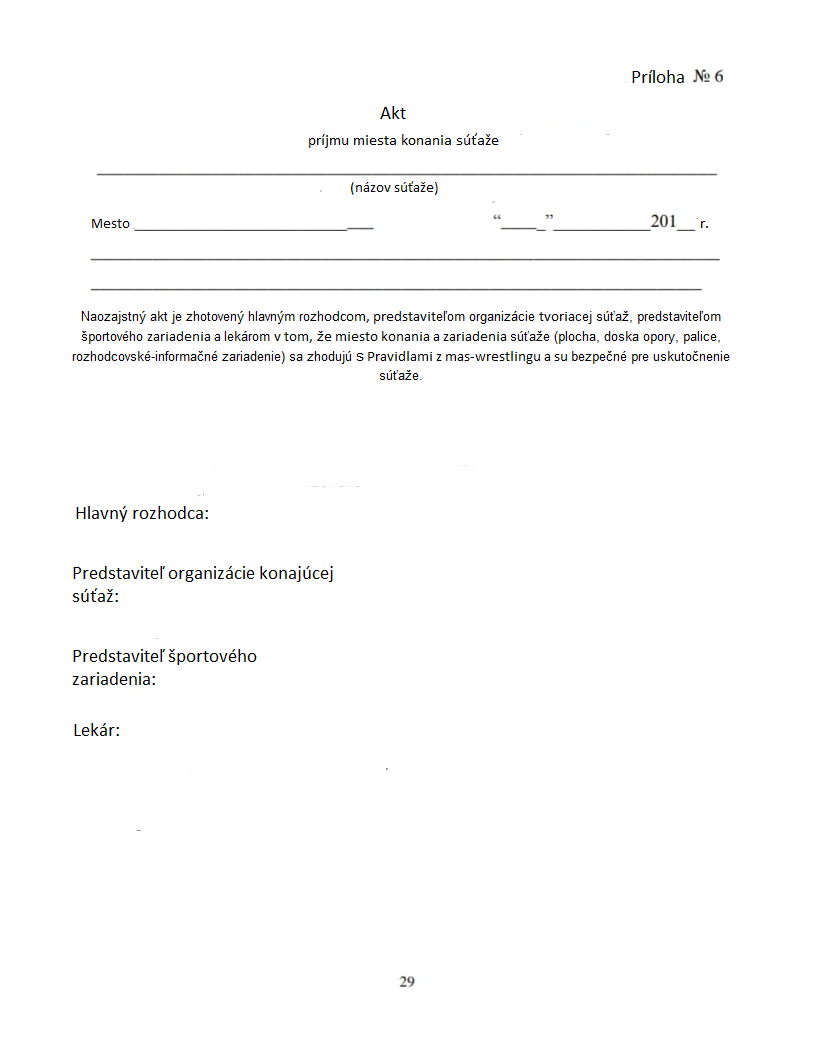 Príloha № 6
Akt
príjmu miesta konania súťaže
(názov súťaže)
Mesto ______________________________ “_____”_____________201__ r.
Naozajstný akt je zhotovený hlavným rozhodcom, predstaviteľom organizácie tvoriacej súťaž, predstaviteľom
športového zariadenia a lekárom v tom, že miesto konania a zariadenia súťaže (plocha, doska opory, palice,
rozhodcovské-informačné zariadenie) sa zhodujú s Pravidlami z mas-wrestlingu a su bezpečné pre uskutočnenie
súťaže.
Hlavný rozhodca:
Predstaviteľ organizácie konajúcej
súťaž:
Predstaviteľ športového
zariadenia:
Lekár:
29